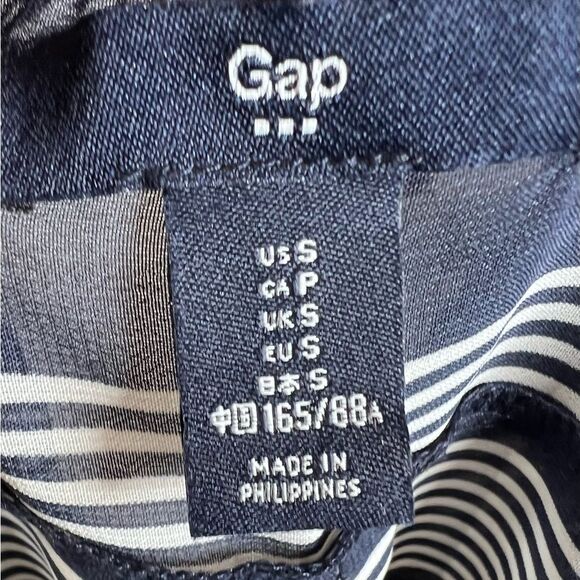 Gap
US S
CA P
UK S
EU S
日本 S
中国 165/88A
MADE IN
PHILIPPINES